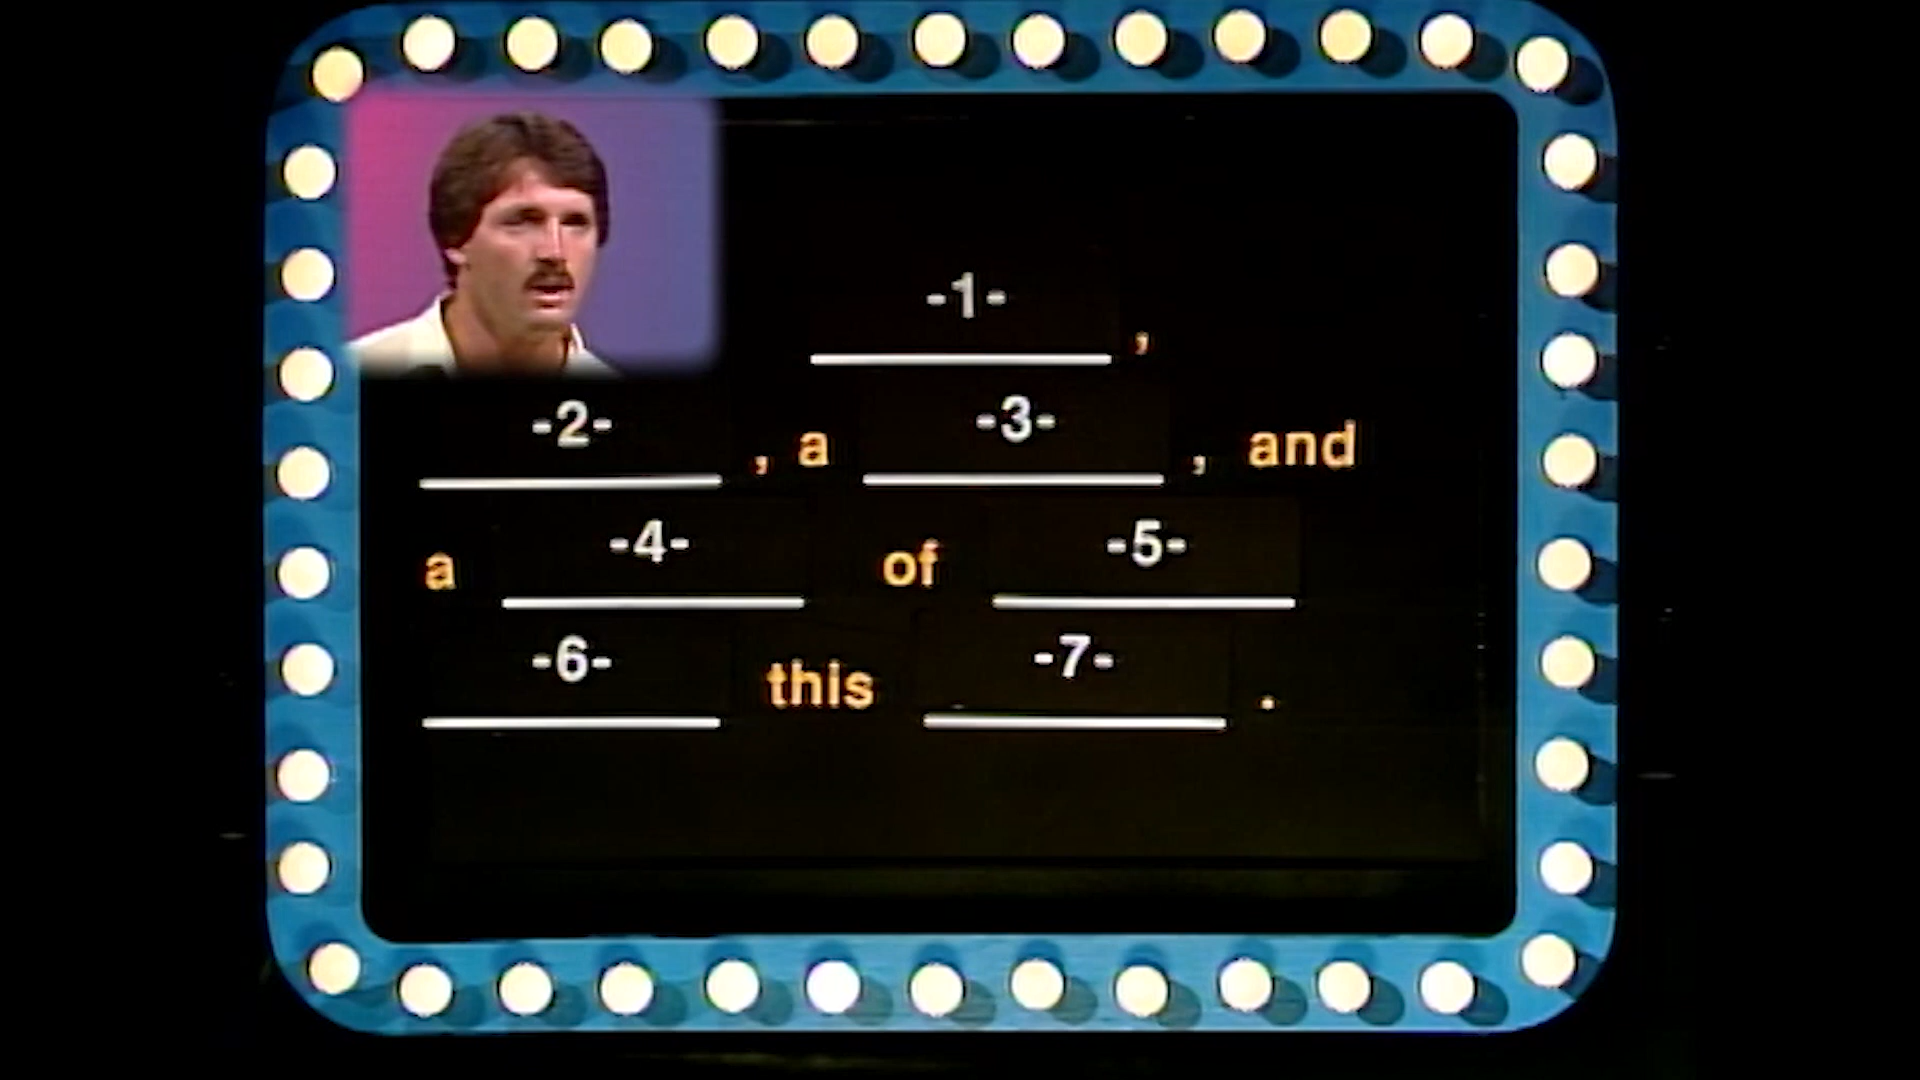 -1- ,
-2- , a -3- , and
a -4- of -5-
-6- this -7- .